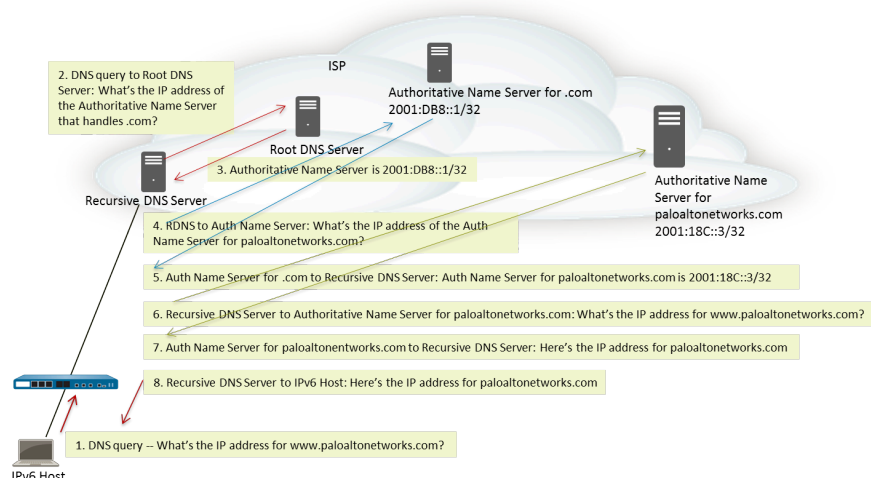 ISP
2. DNS query to Root DNS
Server: What's the IP address of
the Authoritative Name Server
that handles .com?
Authoritative Name Server for .com
2001:DB8::1/32
Root DNS Server
3. Authoritative Name Server is 2001:DB8::1/32
Recursive DNS Server
Authoritative Name
Server for
paloaltonetworks.com
2001:18C::3/32
4. RDNS to Auth Name Server: What's the IP address of the Auth
Name Server for paloaltonetworks.com?
5. Auth Name Server for .com to Recursive DNS Server: Auth Name Server for paloaltonetworks.com is 2001:18C::3/32
6. Recursive DNS Server to Authoritative Name Server for paloaltonetworks.com: What's the IP address for www.paloaltonetworks.com?
7. Auth Name Server for paloaltonentworks.com to Recursive DNS Server: Here's the IP address for paloaltonetworks.com
8. Recursive DNS Server to IPv6 Host: Here's the IP address for paloaltonetworks.com
1. DNS query -- What's the IP address for www.paloaltonetworks.com?
IPv6 Host